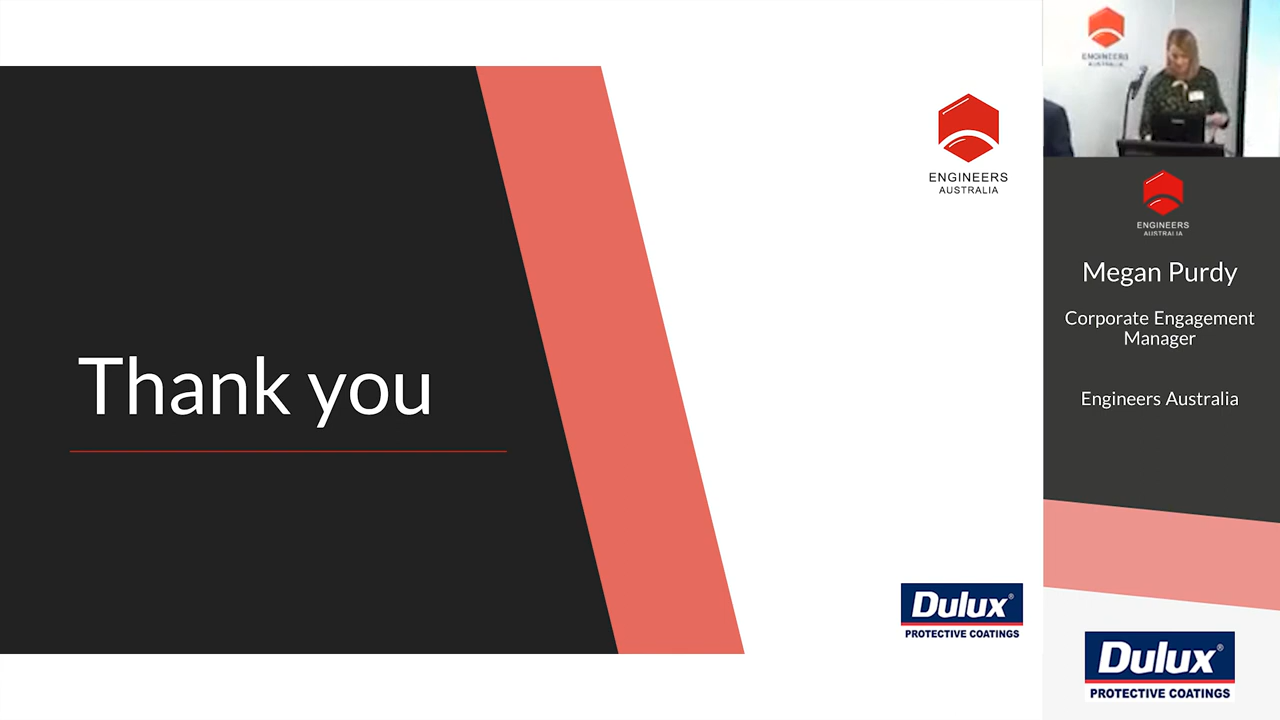 Thank you
ENGINEERS
AUSTRALIA
Dulux®
PROTECTIVE COATINGS
ENGINEERS
AUSTRALIA
ENGINEERS
AUSTRALIA
Megan Purdy
Corporate Engagement
Manager
Engineers Australia
Dulux®
PROTECTIVE COATINGS